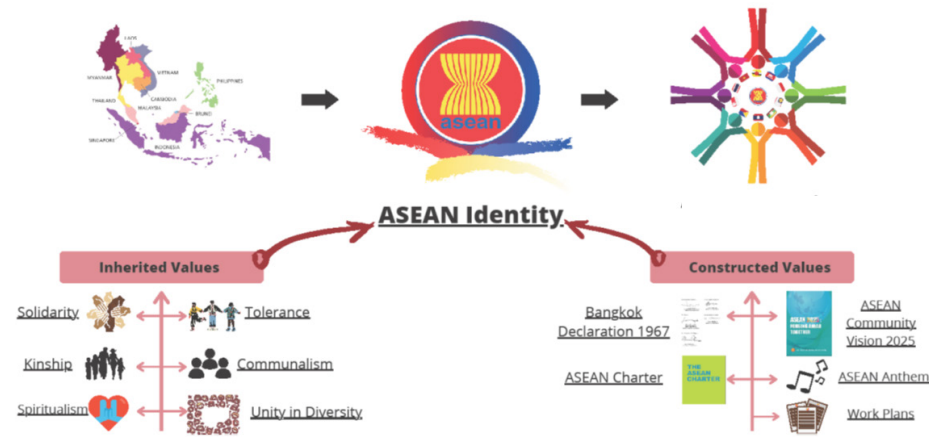 LAOS
MYANMAR
VIETNAM
PHILIPPINES
THAILAND
CAMBODIA
MALAYSIA
BRUNEI
SINGAPORE
INDONESIA
asean
ASEAN Identity
Inherited Values
Solidarity
Tolerance
Kinship
Communalism
Spiritualism
Unity in Diversity
Constructed Values
Bangkok
Declaration 1967
ASEAN
Community
Vision 2025
ASEAN Charter
THE
ASEAN
CHARTER
ASEAN Anthem
Work Plans